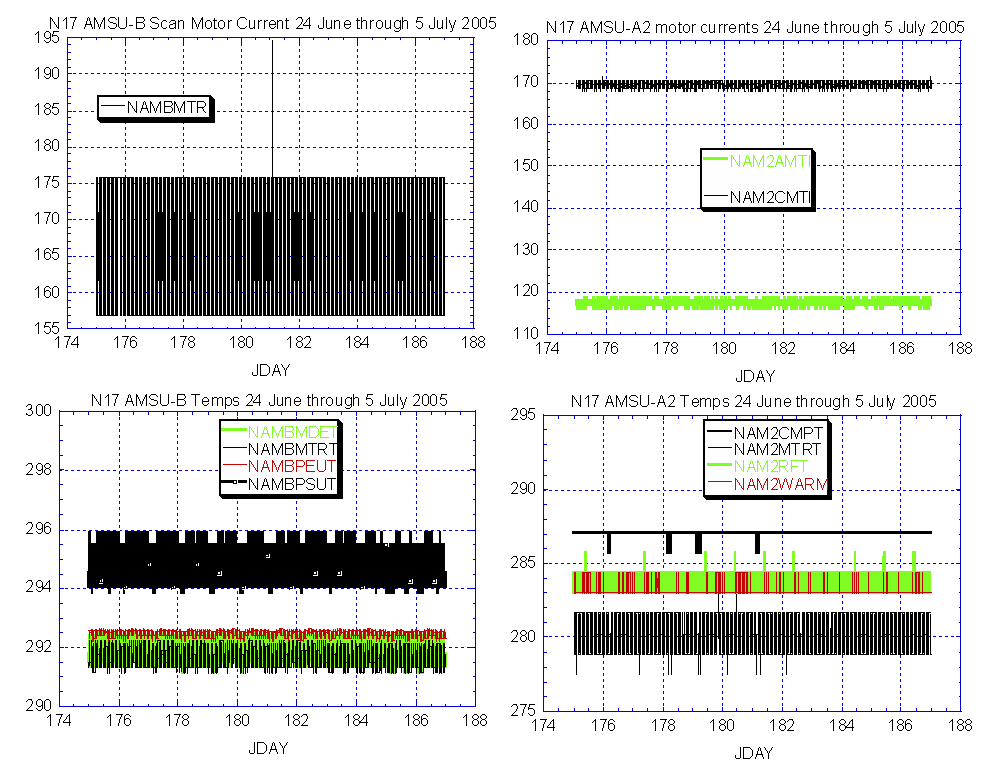 N17 AMSU-B Scan Motor Current 24 June through 5 July 2005
195
190
185
180
175
170
165
160
155
NAMBMTR
174 176 178 180 182 184 186 188
JDAY
N17 AMSU-A2 motor currents 24 June through 5 July 2005
180
170
160
150
140
130
120
110
NAM2AMTI
NAM2CMTI
174 176 178 180 182 184 186 188
JDAY
N17 AMSU-B Temps 24 June through 5 July 2005
300
298
296
294
292
290
NAMBMDET
NAMBMTRT
NAMBPEUT
NAMBPSUT
174 176 178 180 182 184 186 188
JDAY
N17 AMSU-A2 Temps 24 June through 5 July 2005
295
290
285
280
275
NAM2CMPT
NAM2MTRT
NAM2RFT
NAM2WARM
174 176 178 180 182 184 186 188
JDAY